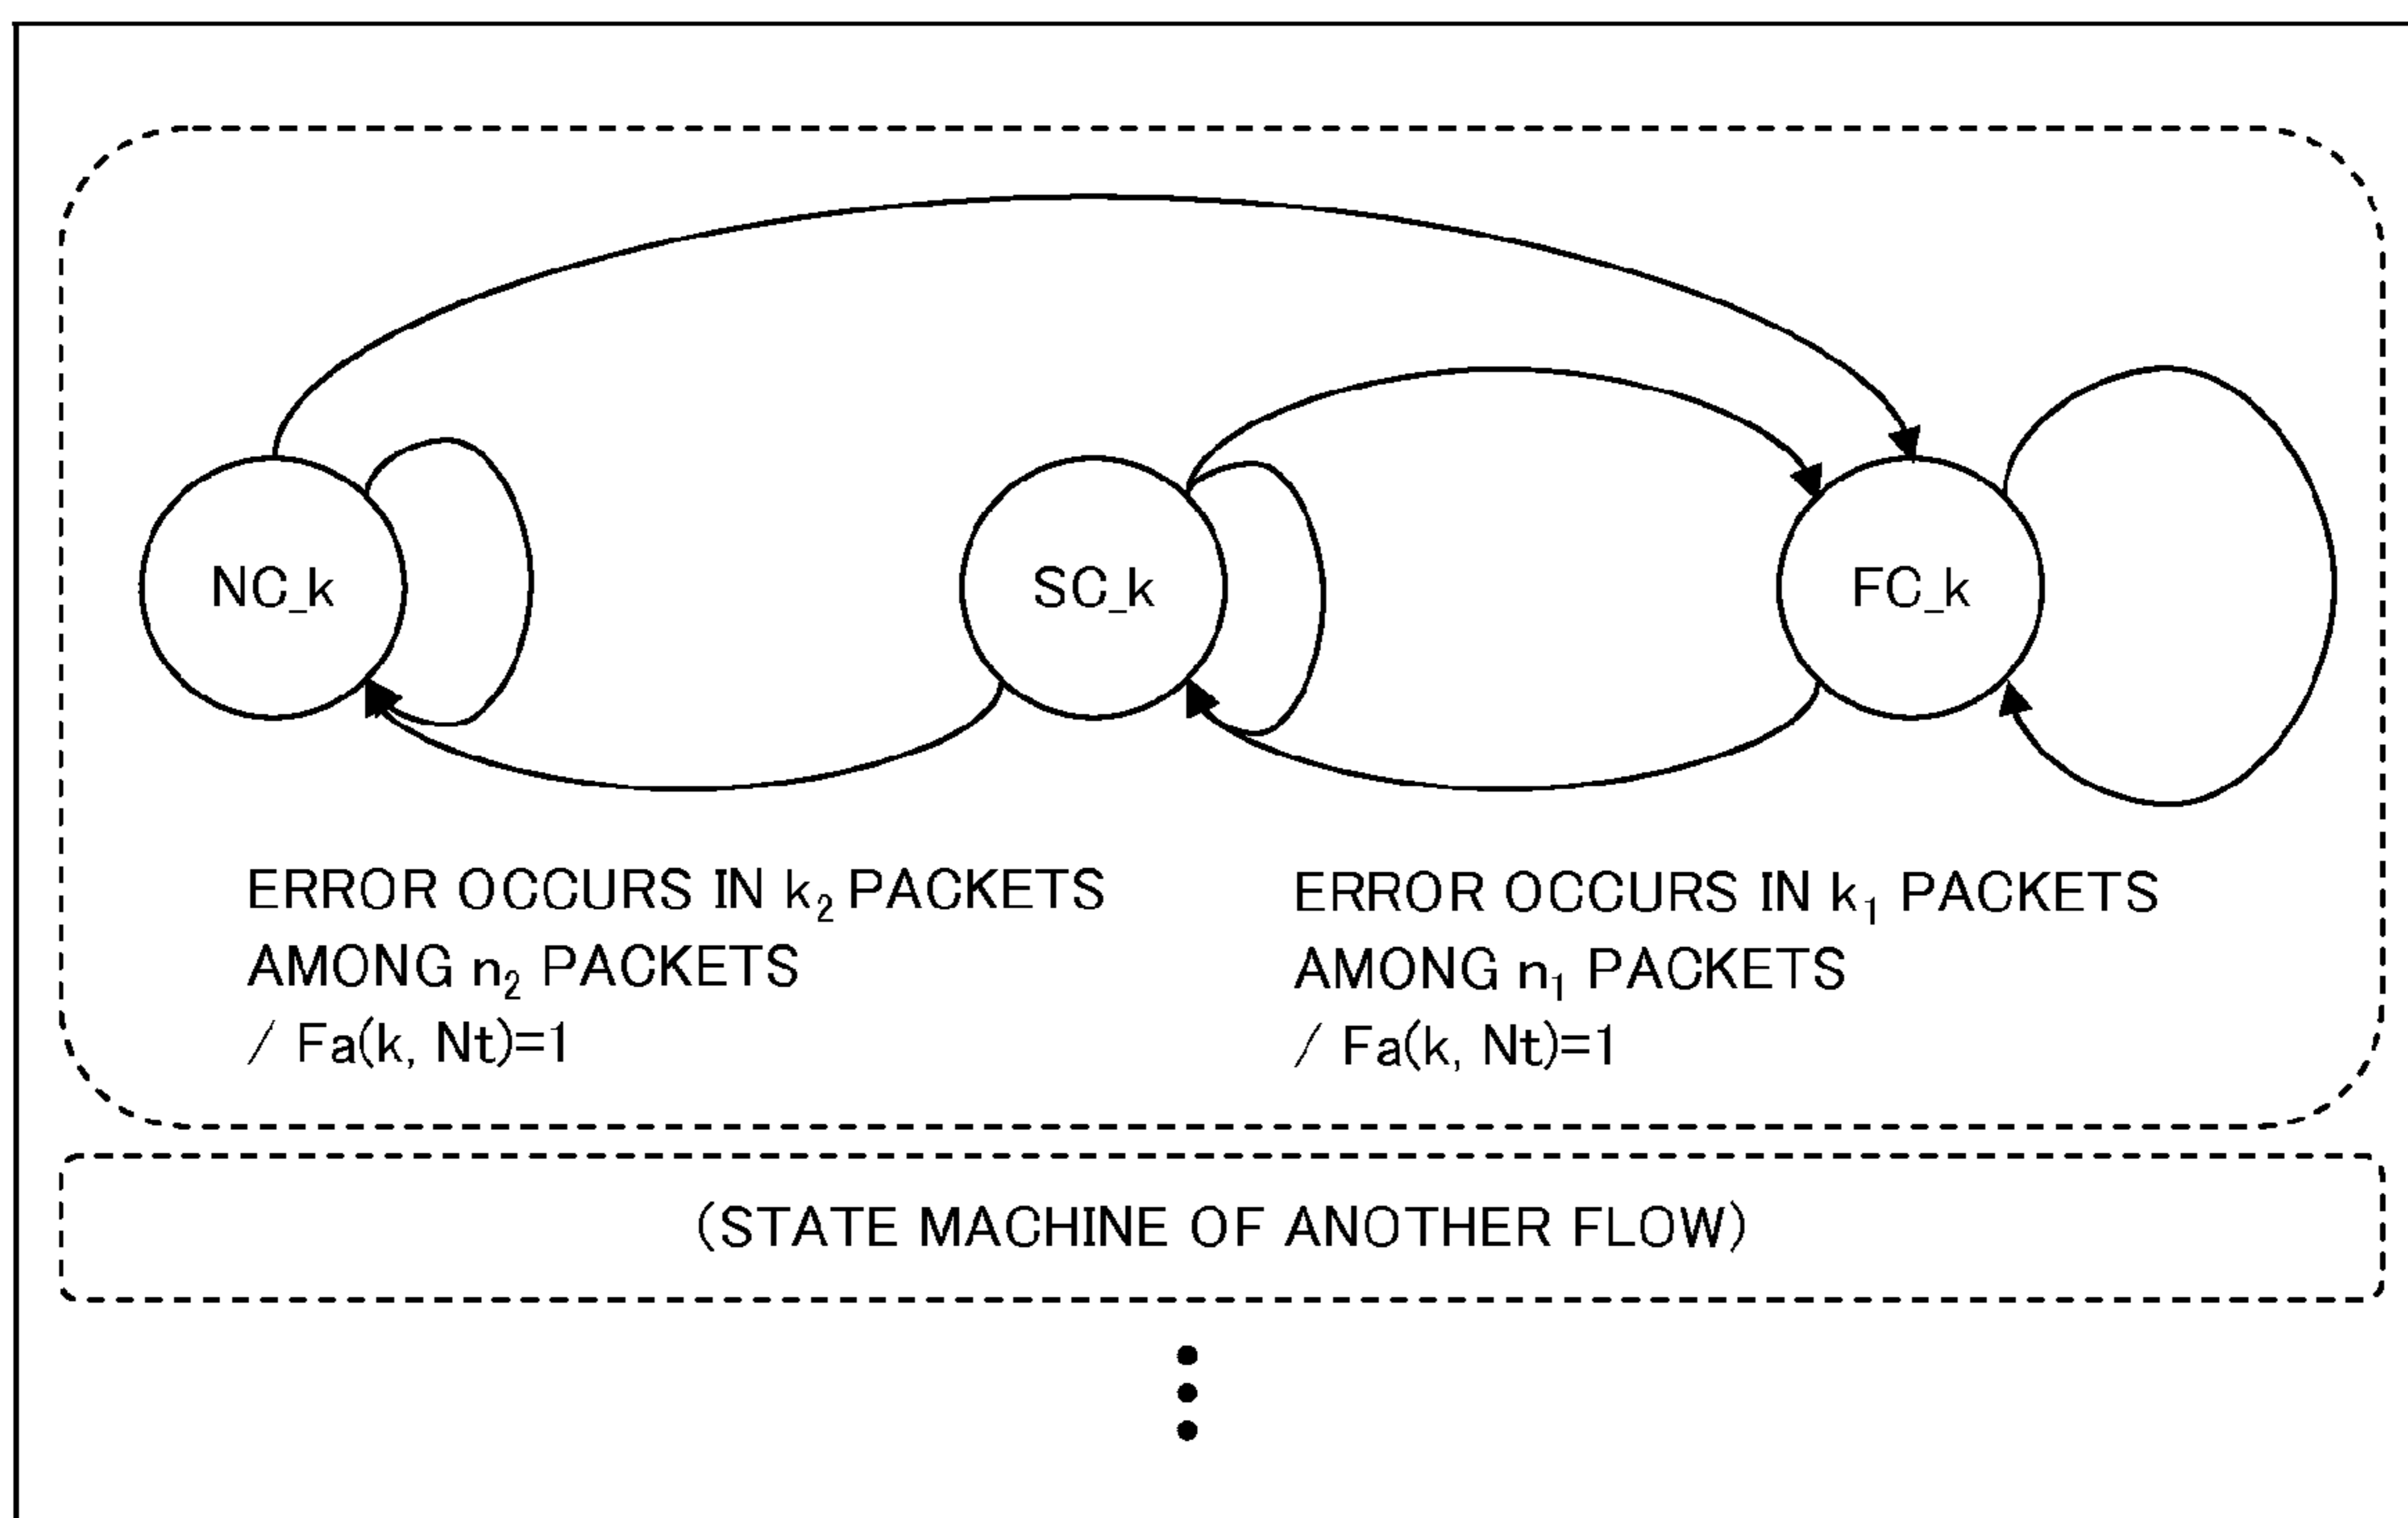 NC_k
SC_k
FC_k
ERROR OCCURS IN k₂ PACKETS
AMONG n₂ PACKETS
/ Fa(k, Nt)=1
ERROR OCCURS IN k₁ PACKETS
AMONG n₁ PACKETS
/ Fa(k, Nt)=1
(STATE MACHINE OF ANOTHER FLOW)